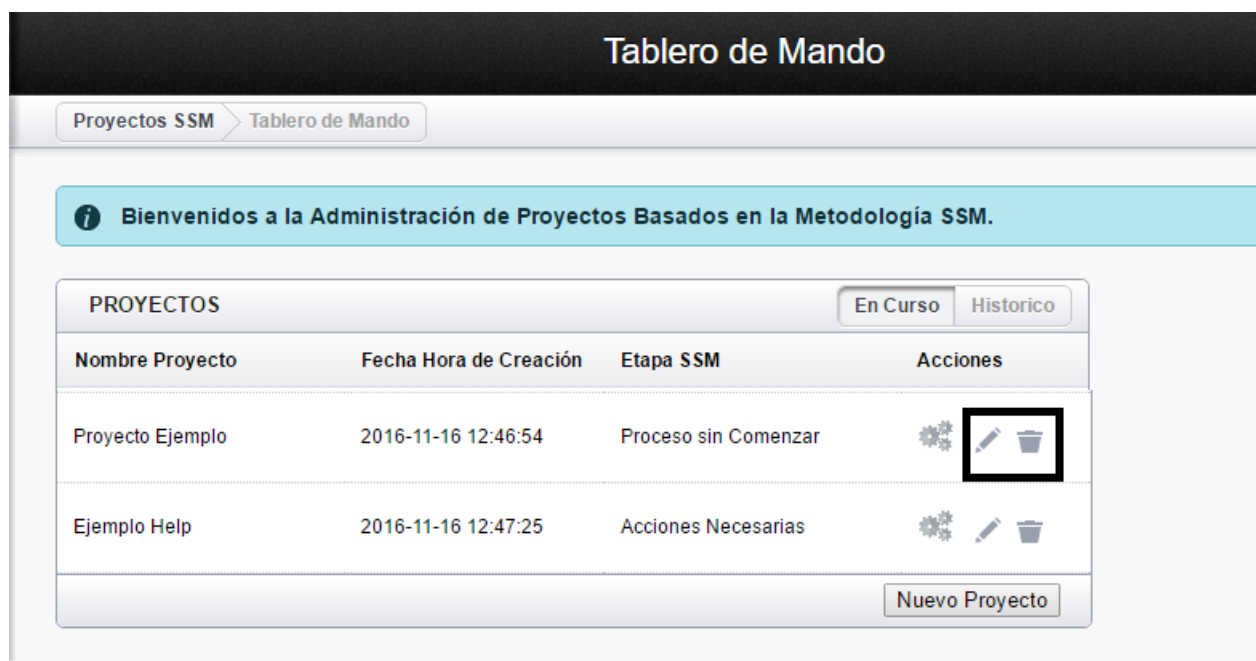 Tablero de Mando
Proyectos SSM Tablero de Mando
Bienvenidos a la Administración de Proyectos Basados en la Metodología SSM.
PROYECTOS En Curso Historico
Nombre Proyecto Fecha Hora de Creación Etapa SSM Acciones
Proyecto Ejemplo 2016-11-16 12:46:54 Proceso sin Comenzar
Ejemplo Help 2016-11-16 12:47:25 Acciones Necesarias
Nuevo Proyecto